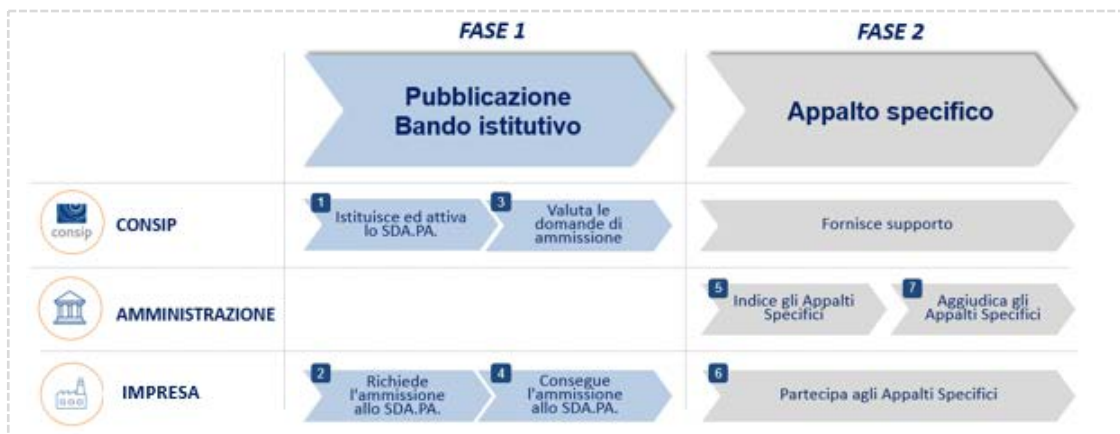 FASE 1
FASE 2
Pubblicazione
Bando istitutivo
Appalto specifico
consip
CONSIP
1
Istituisce ed attiva
lo SDA.PA.
3
Valuta le
domande di
ammissione
Fornisce supporto
AMMINISTRAZIONE
5
Indice gli Appalti
Specifici
7
Aggiudica gli
Appalti Specifici
IMPRESA
2
Richiede
l'ammissione
allo SDA.PA.
4
Consegue
l'ammissione
allo SDA.PA.
6
Partecipa agli Appalti Specifici